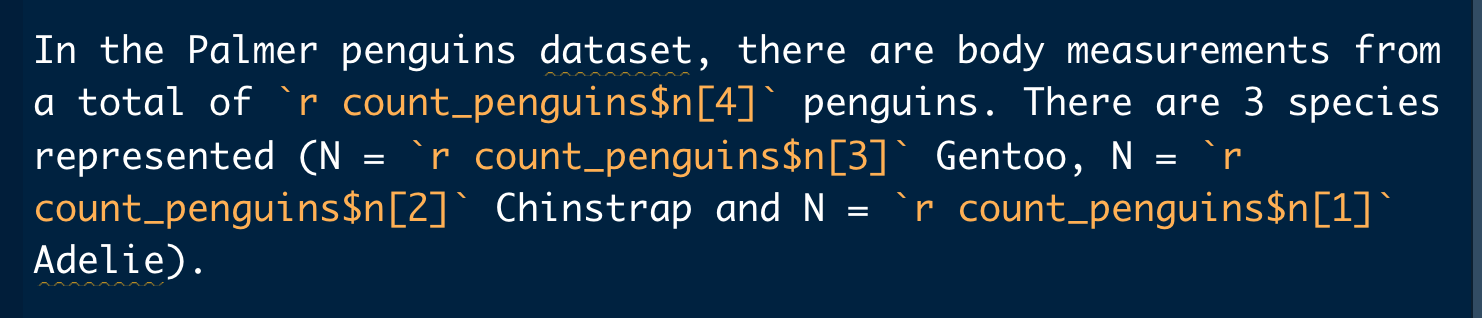 In the Palmer penguins dataset, there are body measurements from
a total of `r count_penguins$n[4]` penguins. There are 3 species
represented (N = `r count_penguins$n[3]` Gentoo, N = `r
count_penguins$n[2]` Chinstrap and N = `r count_penguins$n[1]`
Adelie).